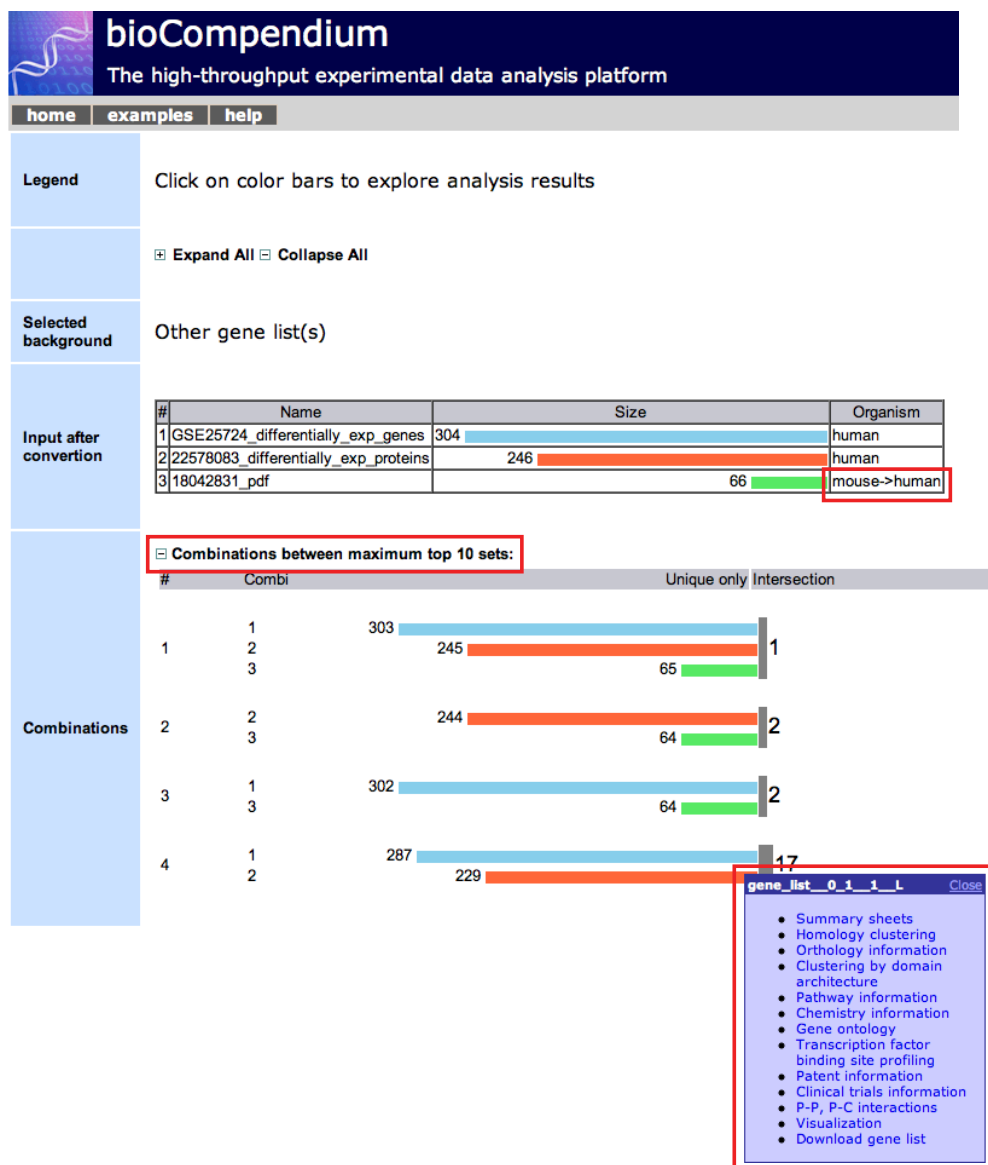 bioCompendium
The high-throughput experimental data analysis platform
home examples help
Legend Click on color bars to explore analysis results
Expand All Collapse All
Selected background Other gene list(s)
Input after convertion
# Name Size Organism
1 GSE25724_differentially_exp_genes 304 human
2 22578083_differentially_exp_proteins 246 human
3 18042831_pdf 66 mouse->human
Combinations
Combinations between maximum top 10 sets:
# Combi Unique only Intersection
1 1 303
2 245 1
3 65
2 2 244 2
3 64
3 1 302 2
3 64
4 1 287 17
2 229
gene_list__0_1__1__L Close
Summary sheets
Homology clustering
Orthology information
Clustering by domain
architecture
Pathway information
Chemistry information
Gene ontology
Transcription factor
binding site profiling
Patent information
Clinical trials information
P-P, P-C interactions
Visualization
Download gene list